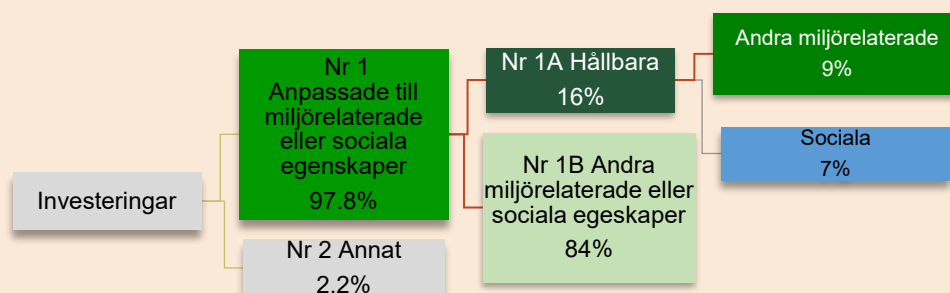 Investeringar
Nr 1
Anpassade till
miljörelaterade
eller sociala
egenskaper
97.8%
Nr 2 Annat
2.2%
Nr 1A Hållbara
16%
Nr 1B Andra
miljörelaterade eller
sociala egeskaper
84%
Andra miljörelaterade
9%
Sociala
7%